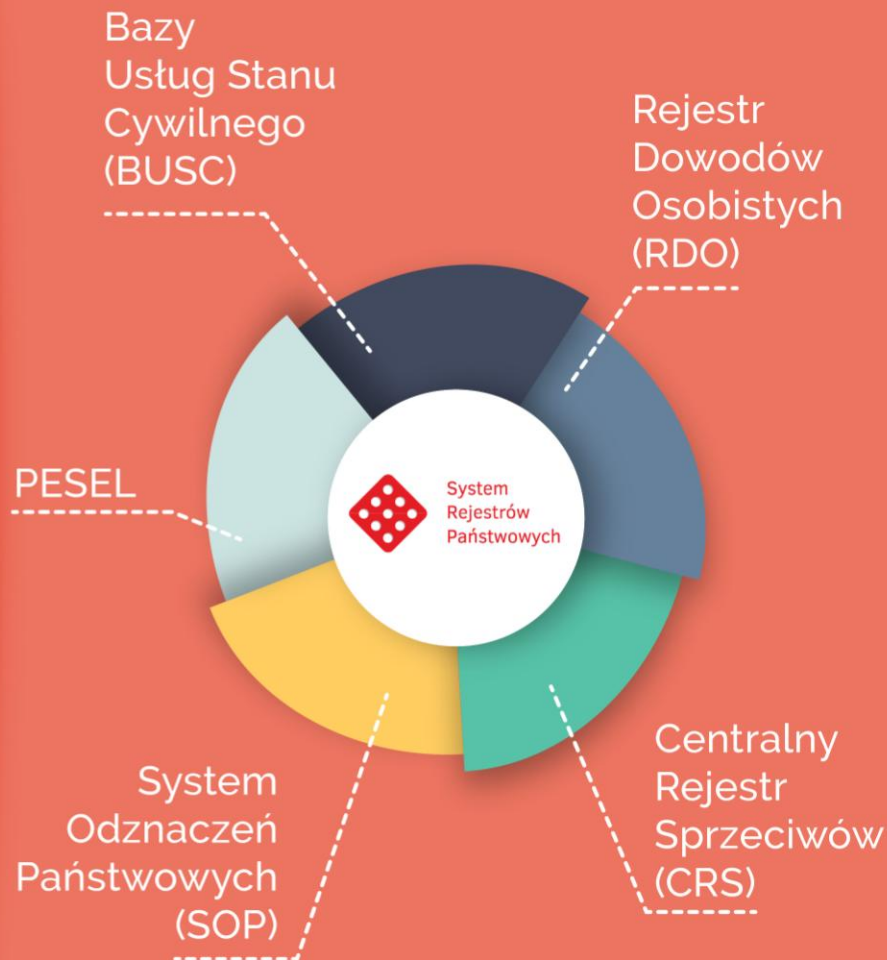 Bazy
Usług Stanu
Cywilnego
(BUSC)
Rejestr
Dowodów
Osobistych
(RDO)
PESEL
System
Rejestrów
Państwowych
System
Odznaczeń
Państwowych
(SOP)
Centralny
Rejestr
Sprzeciwów
(CRS)